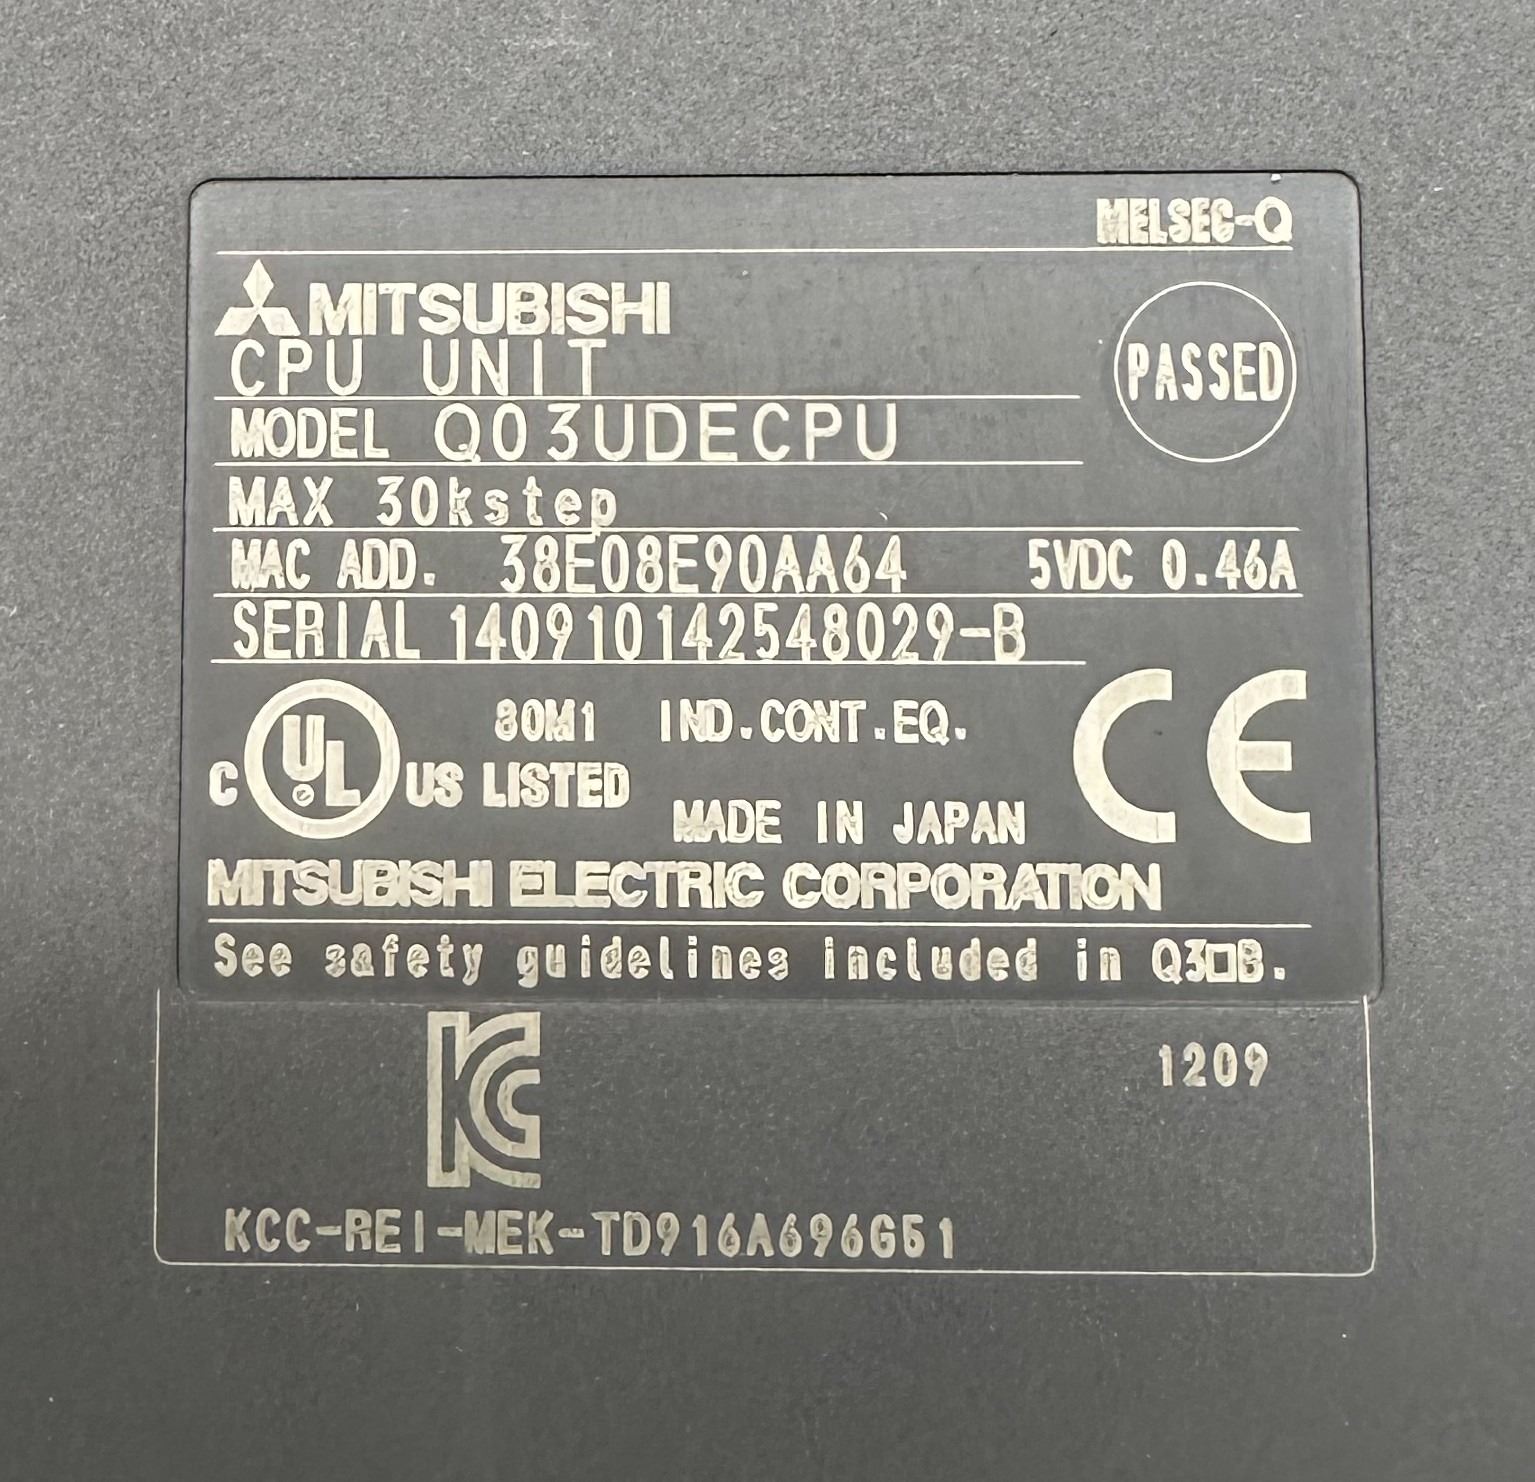 MELSEC-Q
MITSUBISHI
CPU UNIT
PASSED
MODEL Q03UDECPU
MAX 30kstep
MAC ADD. 38E08E90AA64 5VDC 0.46A
SERIAL 140910142548029-B
80M1 IND.CONT.EQ.
C UL US LISTED
CE
MADE IN JAPAN
MITSUBISHI ELECTRIC CORPORATION
See safety guidelines included in Q3□B.
KC
1209
KCC-REI-MEK-TD916A696G51